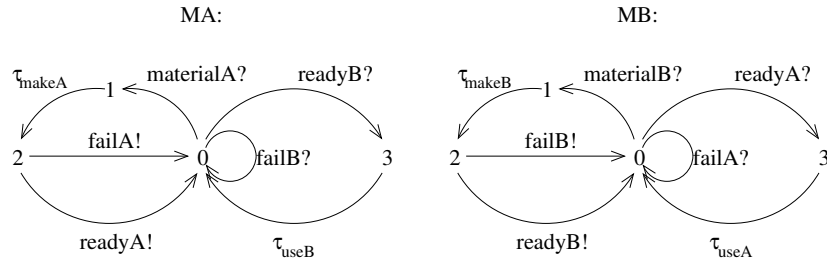 MA: MB:
materialA? readyB? materialB? readyA?
τmakeA 1 τmakeB 1
failA! failB!
2 0 failB? 3 2 0 failA? 3
readyA! τuseB readyB! τuseA